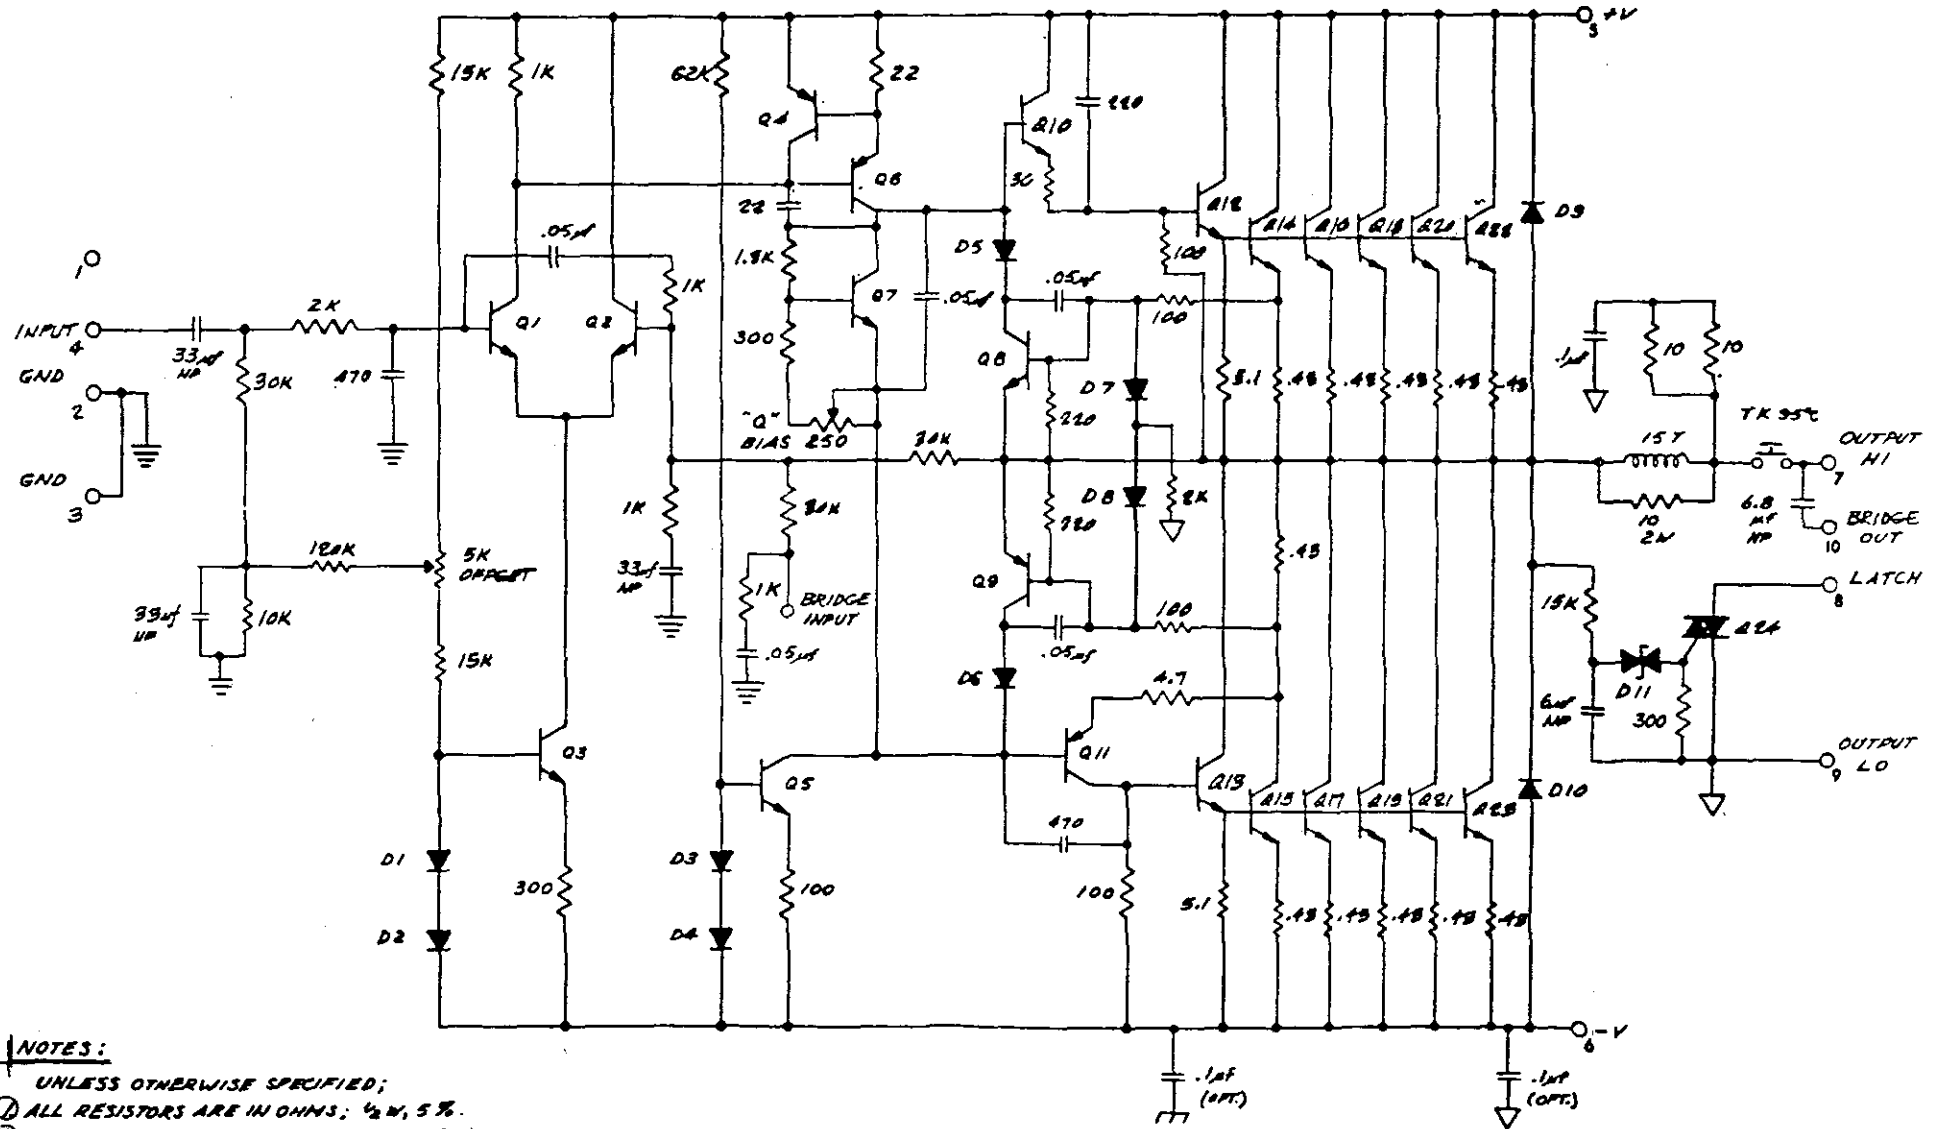 +V
5
15K
1K
62K
22
Q4
Q6
Q10
220
30
22
Q12
Q14
Q16
Q18
Q20
Q22
D9
.05µf
1.8K
D5
100
1
1K
2K
Q7
.05µf
.05µf
100
INPUT
4
Q1
Q2
300
Q8
33µf
NP
30K
470
D7
5.1
.43
.43
.43
.43
.43
.1µf
10
10
GND
2
"Q"
BIAS
250
220
TK 95°C
15T
OUTPUT
HI
7
GND
3
1K
D8
2K
220
10
2W
6.8
µf
NP
BRIDGE
OUT
10
120K
5K
OFFSET
33µf
NP
.43
LATCH
8
33µf
NP
10K
1K
BRIDGE
INPUT
Q9
100
15K
Q24
15K
.05µf
.05µf
D6
4.7
D11
6µf
NP
300
Q3
Q5
Q11
Q13
Q15
Q17
Q19
Q21
Q23
D10
OUTPUT
LO
9
470
D1
300
D3
100
100
5.1
.43
.43
.43
.43
.43
D2
D4
-V
6
.1µf
(OPT.)
.1µf
(OPT.)
NOTES:
UNLESS OTHERWISE SPECIFIED;
① ALL RESISTORS ARE IN OHMS; ½ W, 5%.